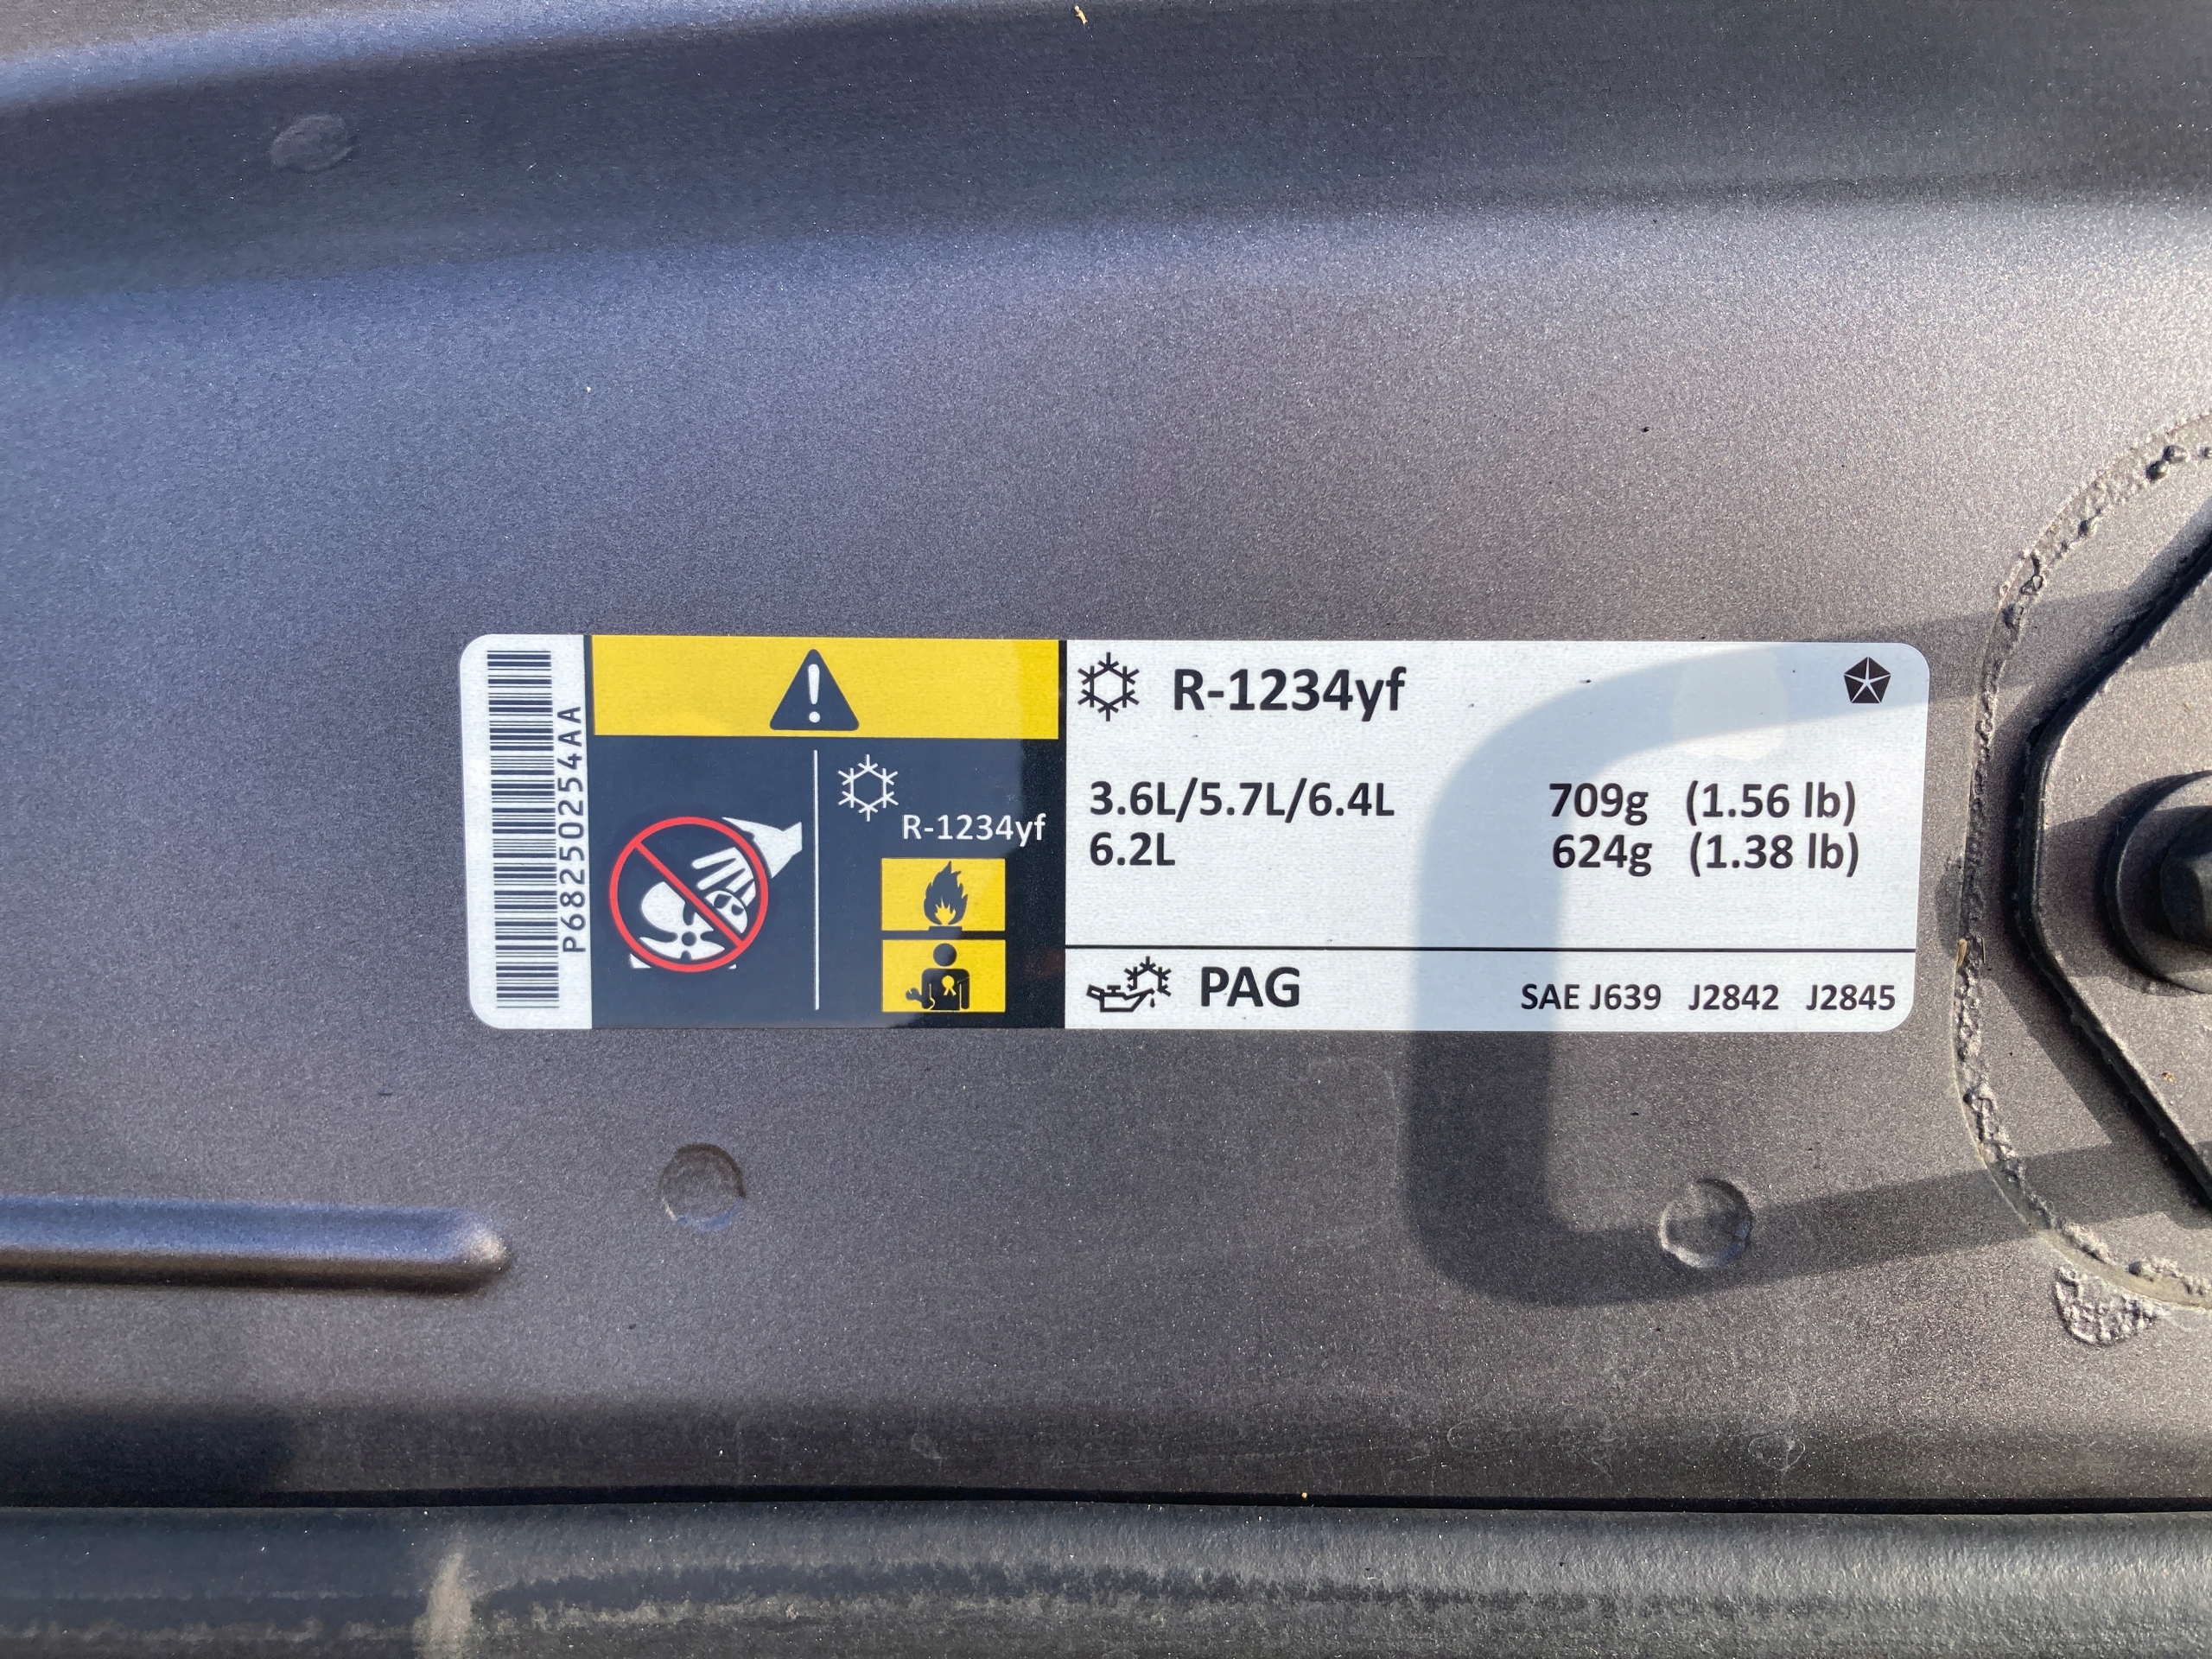 P68250254AA
R-1234yf
R-1234yf
3.6L/5.7L/6.4L 709g (1.56 lb)
6.2L 624g (1.38 lb)
PAG SAE J639 J2842 J2845